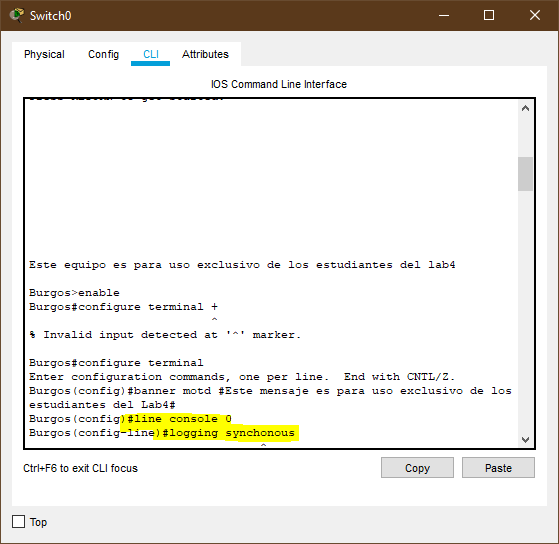 Switch0
Physical Config CLI Attributes
IOS Command Line Interface
Este equipo es para uso exclusivo de los estudiantes del lab4
Burgos>enable
Burgos#configure terminal +
^
% Invalid input detected at '^' marker.
Burgos#configure terminal
Enter configuration commands, one per line.  End with CNTL/Z.
Burgos(config)#banner motd #Este mensaje es para uso exclusivo de los
estudiantes del Lab4#
Burgos(config)#line console 0
Burgos(config-line)#logging synchonous
^
Ctrl+F6 to exit CLI focus
Copy Paste
Top